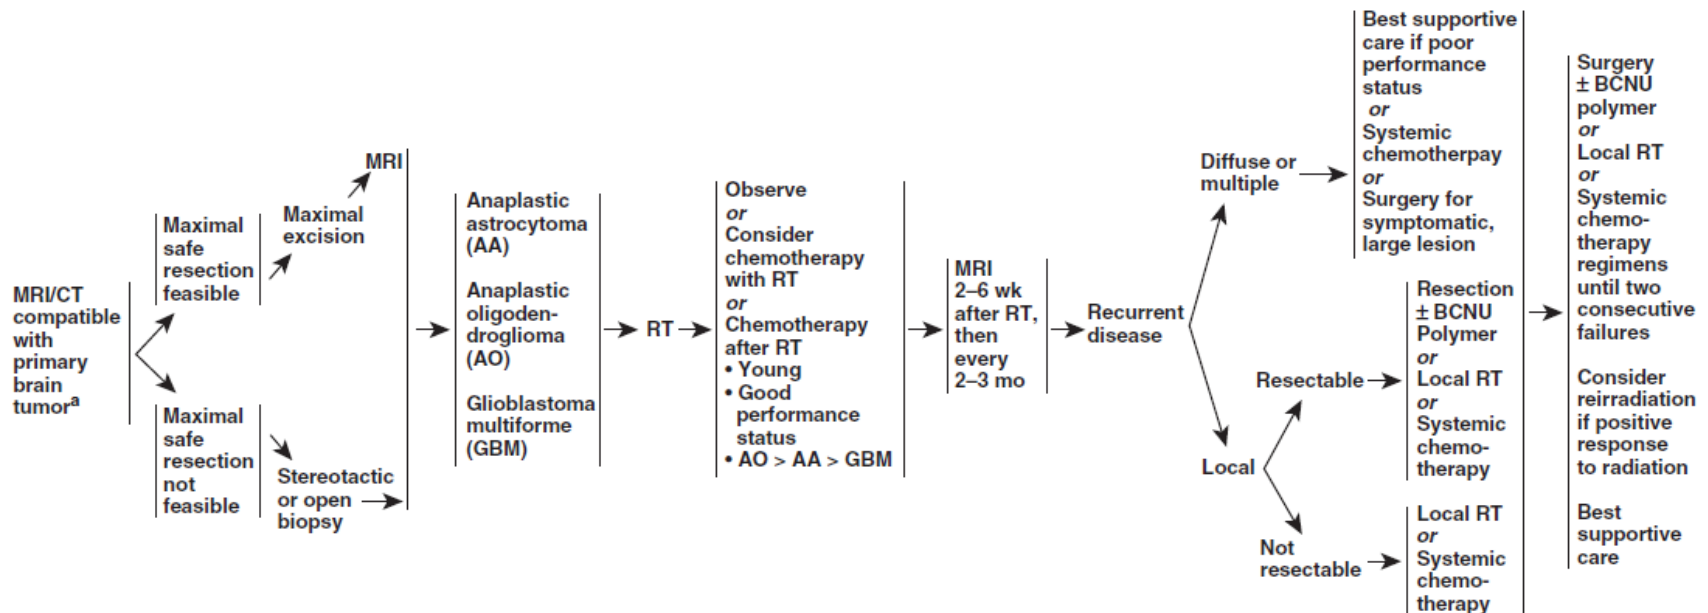 MRI/CT
compatible
with
primary
brain
tumorᵃ
Maximal
safe
resection
feasible
Maximal
safe
resection
not
feasible
Maximal
excision
MRI
Stereotactic
or open
biopsy
Anaplastic
astrocytoma
(AA)
Anaplastic
oligoden-
droglioma
(AO)
Glioblastoma
multiforme
(GBM)
RT
Observe
or
Consider
chemotherapy
with RT
or
Chemotherapy
after RT
• Young
• Good
performance
status
• AO > AA > GBM
MRI
2–6 wk
after RT,
then
every
2–3 mo
Recurrent
disease
Diffuse or
multiple
Best supportive
care if poor
performance
status
or
Systemic
chemotherpay
or
Surgery for
symptomatic,
large lesion
Local
Resectable
Resection
± BCNU
Polymer
or
Local RT
or
Systemic
chemo-
therapy
Not
resectable
Local RT
or
Systemic
chemo-
therapy
Surgery
± BCNU
polymer
or
Local RT
or
Systemic
chemo-
therapy
regimens
until two
consecutive
failures
Consider
reirradiation
if positive
response
to radiation
Best
supportive
care